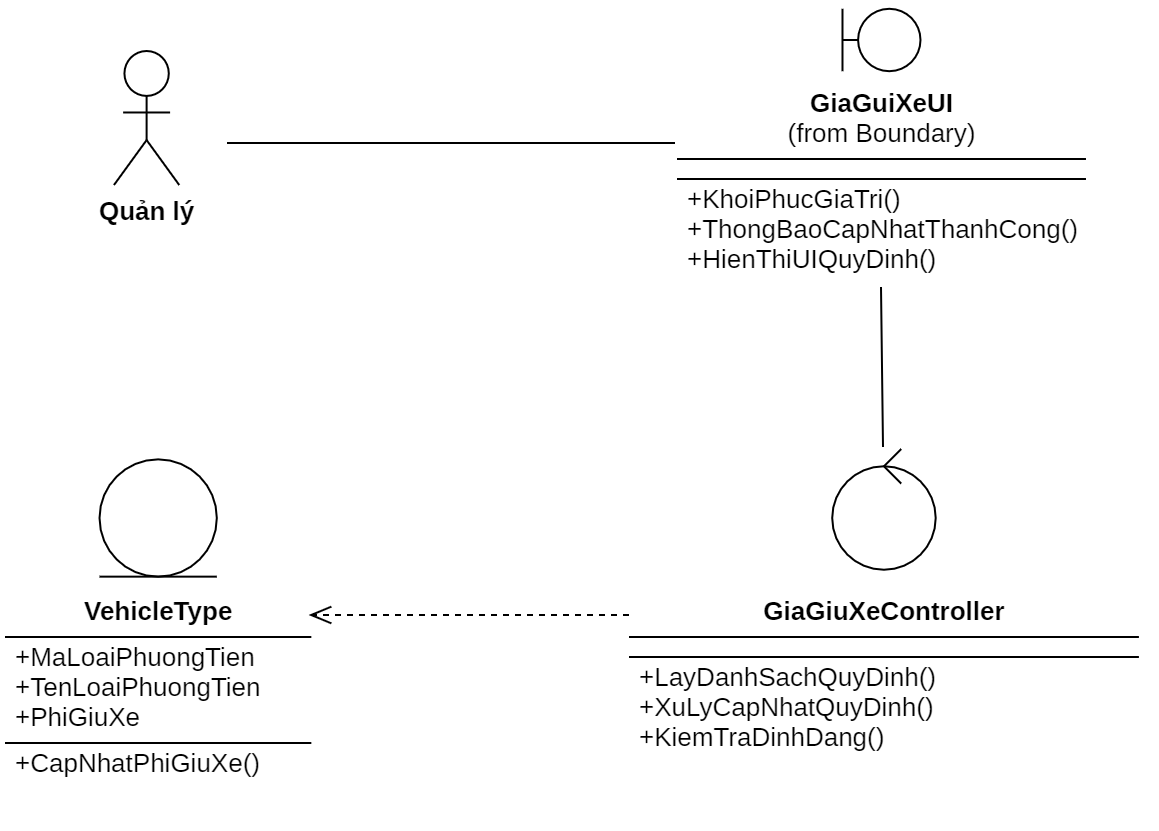 GiaGuiXeUI
(from Boundary)
+KhoiPhucGiaTri()
+ThongBaoCapNhatThanhCong()
+HienThiUIQuyDinh()
Quản lý
VehicleType
+MaLoaiPhuongTien
+TenLoaiPhuongTien
+PhiGiuXe
+CapNhatPhiGiuXe()
GiaGiuXeController
+LayDanhSachQuyDinh()
+XuLyCapNhatQuyDinh()
+KiemTraDinhDang()